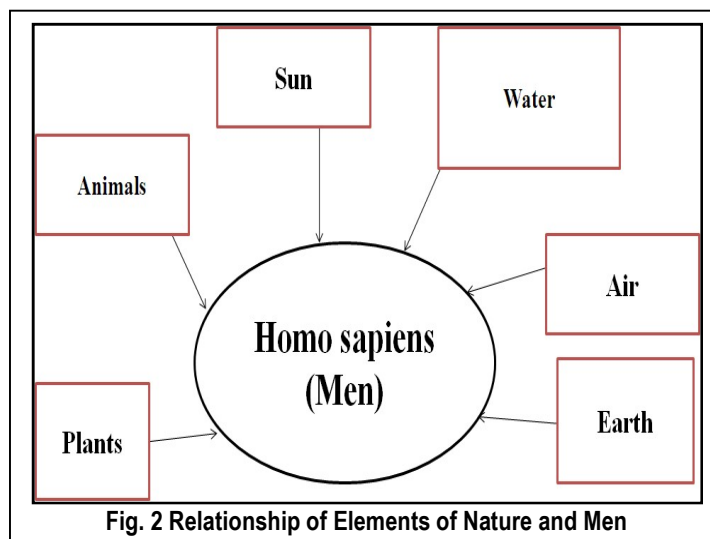 Sun
Water
Animals
Air
Homo sapiens
(Men)
Earth
Plants
Fig. 2 Relationship of Elements of Nature and Men